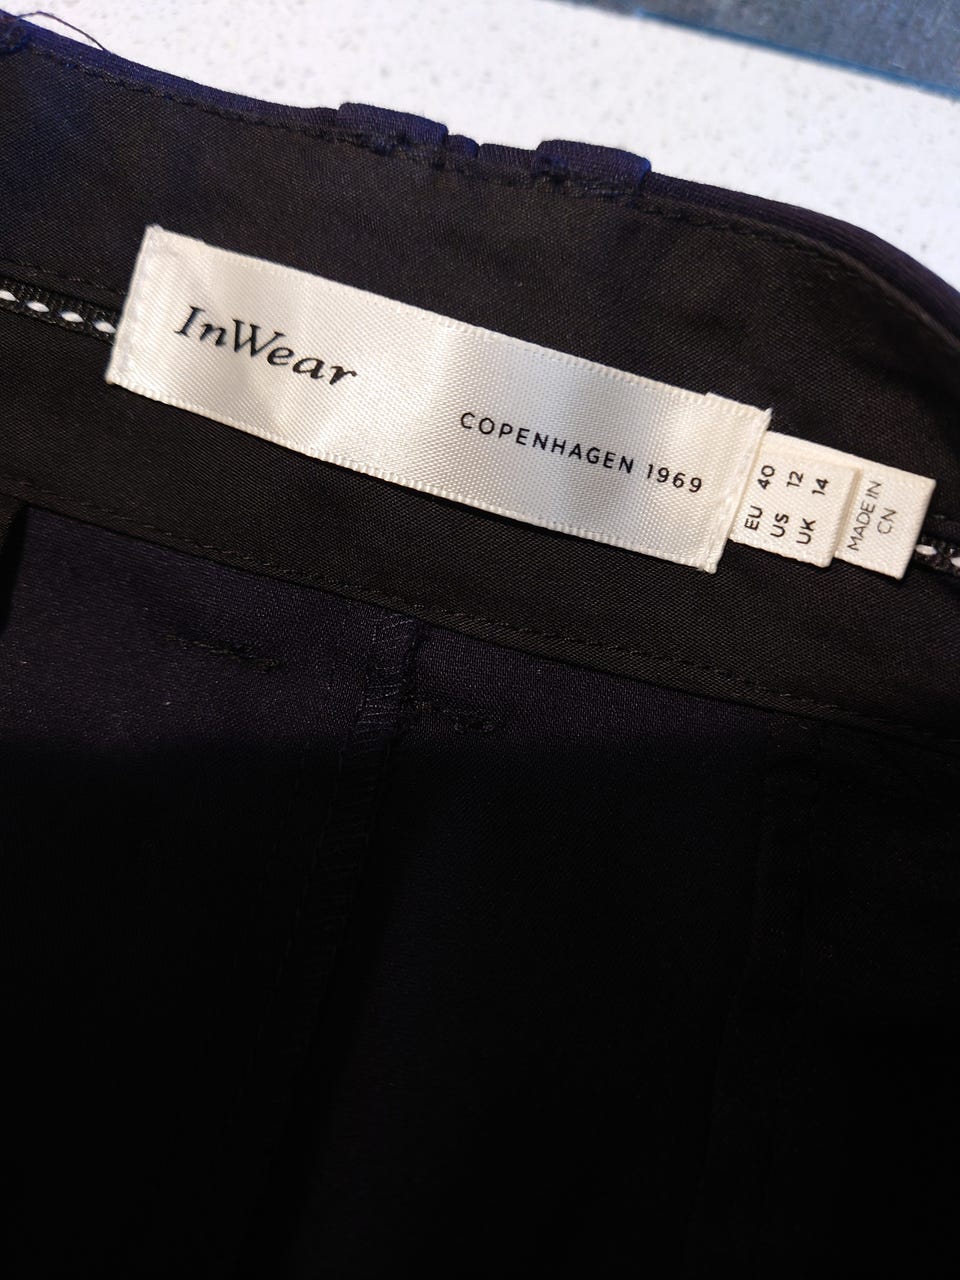 InWear
COPENHAGEN 1969
EU 40
US 12
UK 14
MADE IN
CN